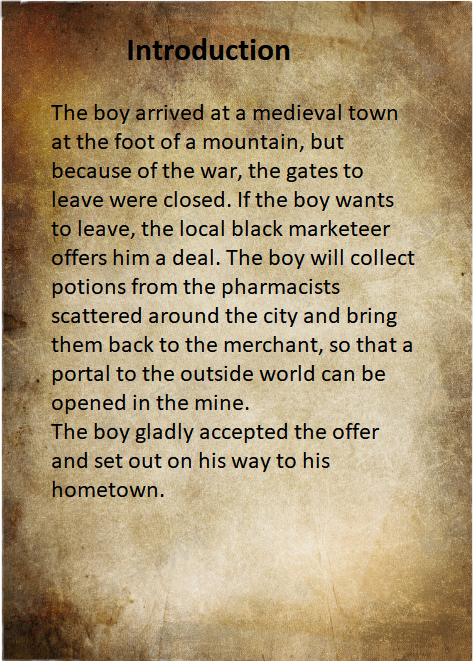 Introduction
The boy arrived at a medieval town
at the foot of a mountain, but
because of the war, the gates to
leave were closed. If the boy wants
to leave, the local black marketeer
offers him a deal. The boy will collect
potions from the pharmacists
scattered around the city and bring
them back to the merchant, so that a
portal to the outside world can be
opened in the mine.
The boy gladly accepted the offer
and set out on his way to his
hometown.